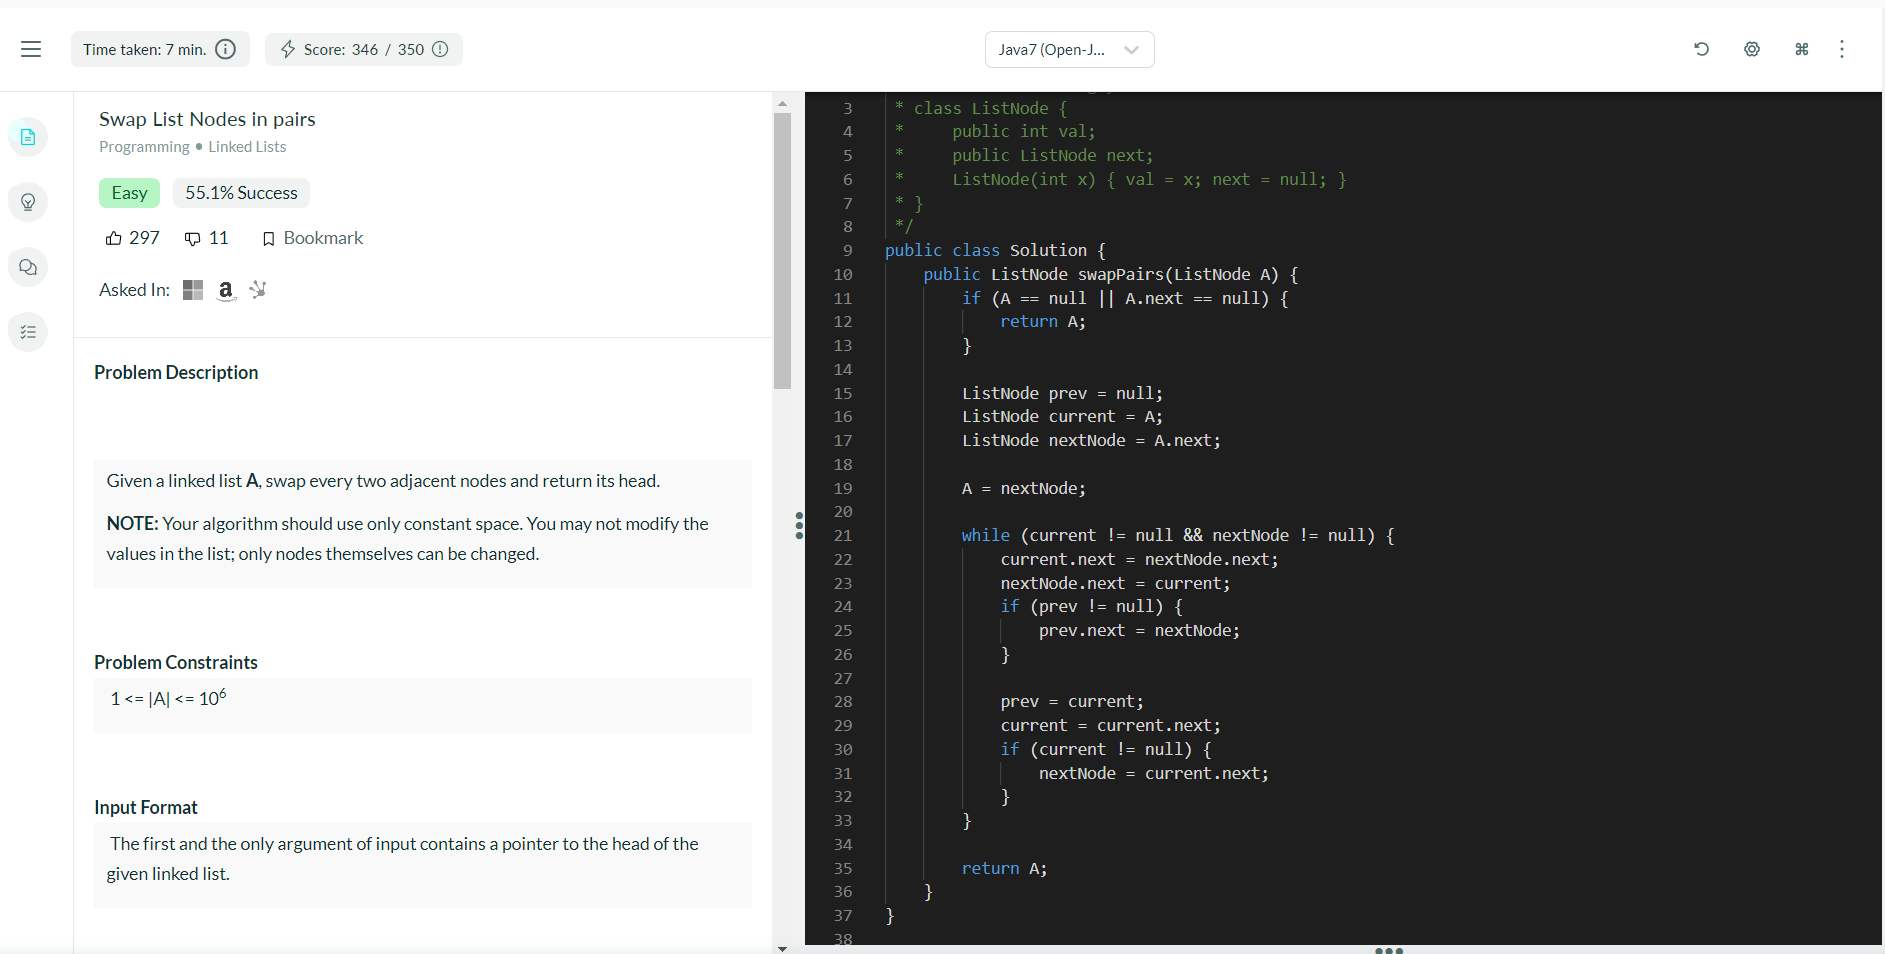 Time taken: 7 min.
Score: 346 / 350
Java7 (Open-J...
Swap List Nodes in pairs
Programming • Linked Lists
Easy
55.1% Success
297
11
Bookmark
Asked In:
Problem Description
Given a linked list A, swap every two adjacent nodes and return its head.
NOTE: Your algorithm should use only constant space. You may not modify the
values in the list; only nodes themselves can be changed.
Problem Constraints
1 <= |A| <= 10⁶
Input Format
The first and the only argument of input contains a pointer to the head of the
given linked list.
3 * class ListNode {
4 *     public int val;
5 *     public ListNode next;
6 *     ListNode(int x) { val = x; next = null; }
7 * }
8 */
9 public class Solution {
10     public ListNode swapPairs(ListNode A) {
11         if (A == null || A.next == null) {
12             return A;
13         }
14
15         ListNode prev = null;
16         ListNode current = A;
17         ListNode nextNode = A.next;
18
19         A = nextNode;
20
21         while (current != null && nextNode != null) {
22             current.next = nextNode.next;
23             nextNode.next = current;
24             if (prev != null) {
25                 prev.next = nextNode;
26             }
27
28             prev = current;
29             current = current.next;
30             if (current != null) {
31                 nextNode = current.next;
32             }
33         }
34
35         return A;
36     }
37 }
38